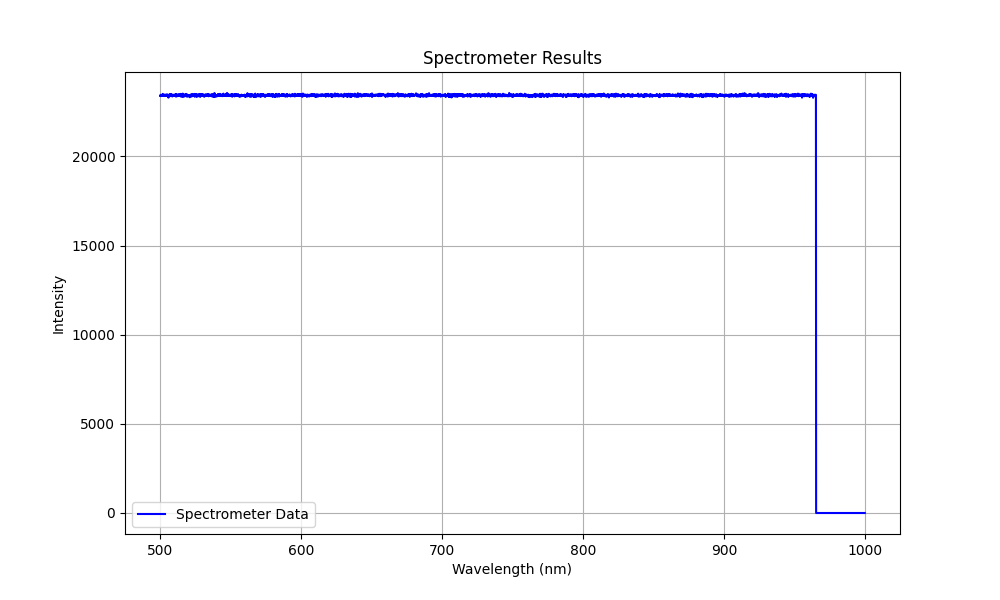 Spectrometer Results
20000
15000
10000
5000
0
Intensity
Spectrometer Data
500 600 700 800 900 1000
Wavelength (nm)